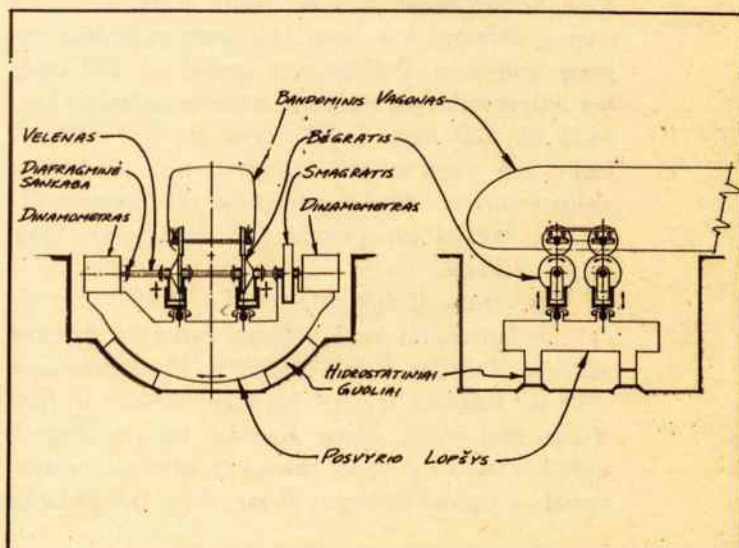 BANDOMINIS VAGONAS
VELENAS
BĖGRATIS
DIAFRAGMINĖ
SANKABA
SMAGRATIS
DINAMOMETRAS
DINAMOMETRAS
HIDROSTATINIAI
GUOLIAI
POSVYRIO LOPŠYS